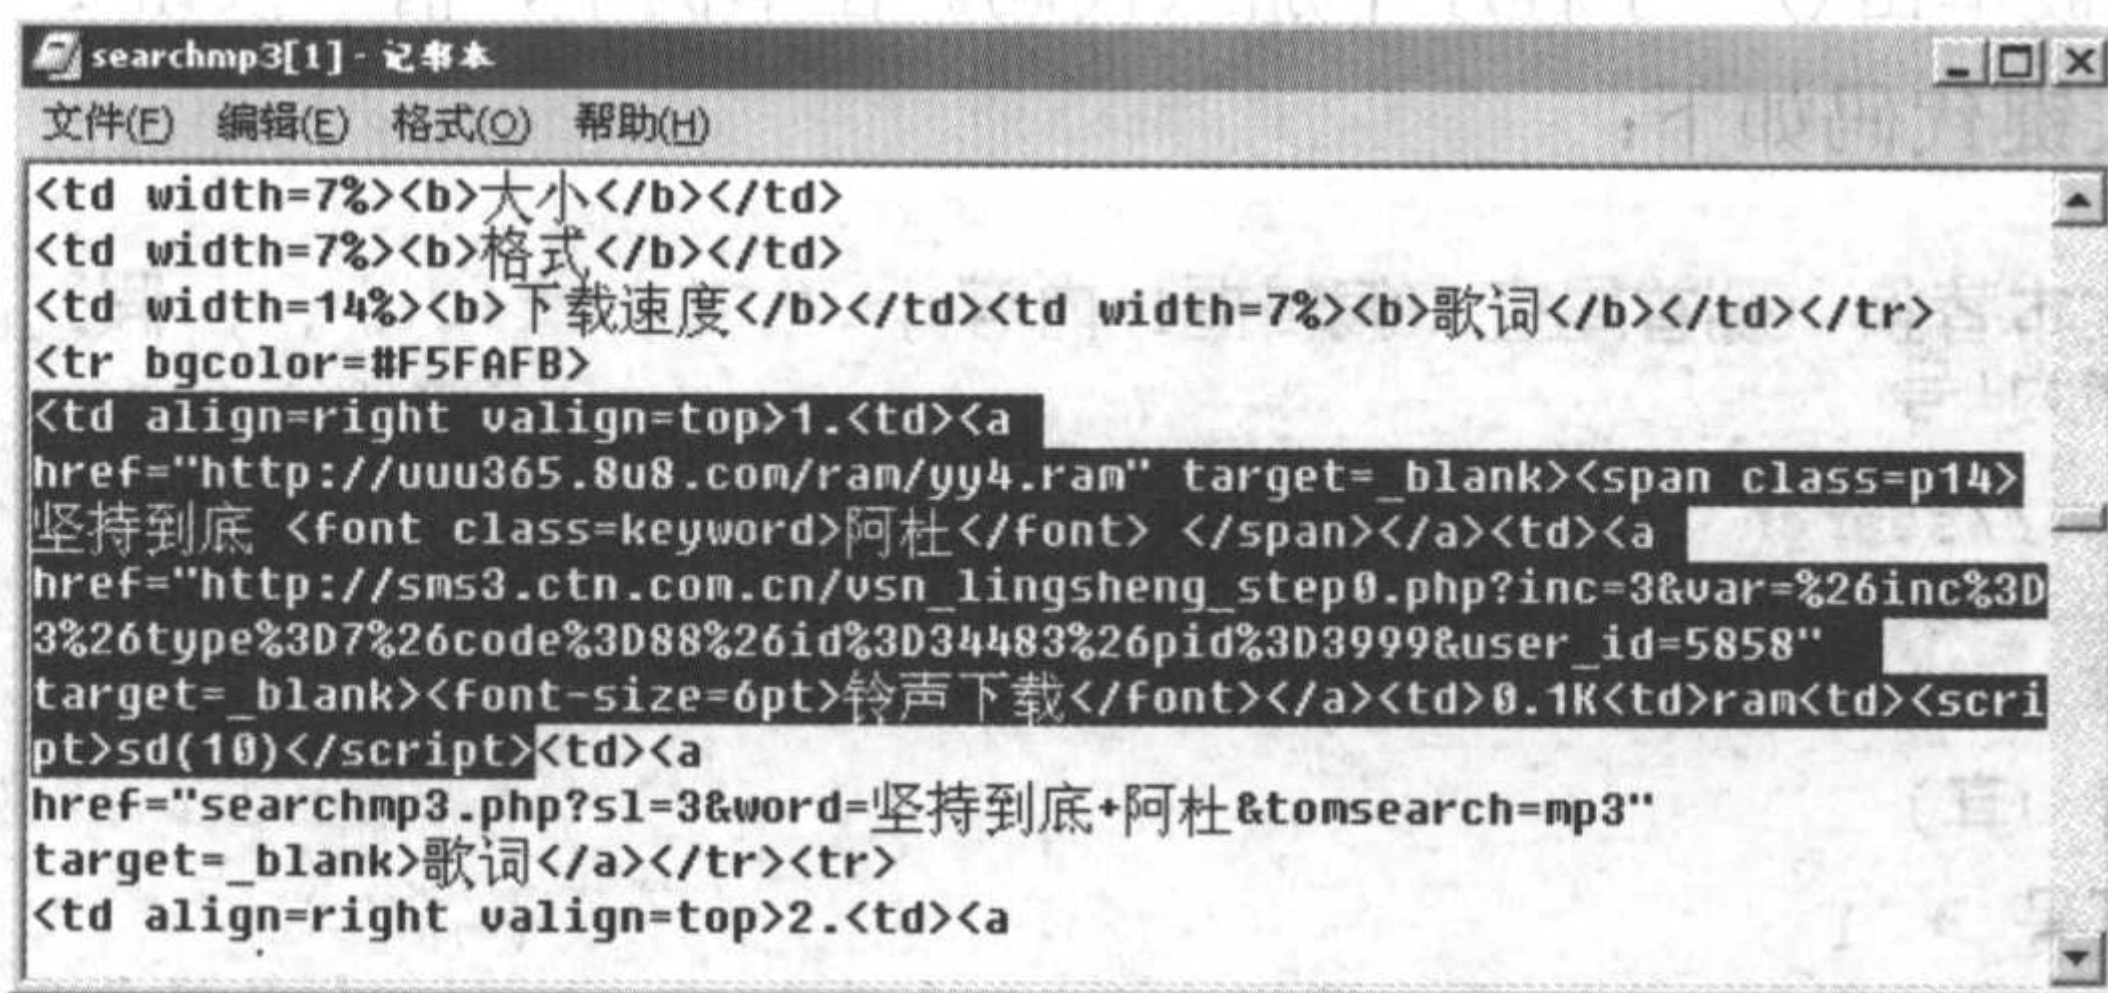 searchmp3[1] - 记事本
文件(F) 编辑(E) 格式(O) 帮助(H)
<td width=7%><b>大小</b></td>
<td width=7%><b>格式</b></td>
<td width=14%><b>下载速度</b></td><td width=7%><b>歌词</b></td></tr>
<tr bgcolor=#F5FAFB>
<td align=right valign=top>1.<td><a
href="http://uuu365.8u8.com/ram/yy4.ram" target=_blank><span class=p14>
坚持到底 <font class=keyword>阿杜</font> </span></a><td><a
href="http://sms3.ctn.com.cn/vsn_lingsheng_step0.php?inc=3&var=%26inc%3D
3%26type%3D7%26code%3D88%26id%3D34483%26pid%3D3999&user_id=5858"
target=_blank><font-size=6pt>铃声下载</font></a><td>0.1K<td>ram<td><scri
pt>sd(10)</script><td><a
href="searchmp3.php?sl=3&word=坚持到底+阿杜&tomsearch=mp3"
target=_blank>歌词</a></tr><tr>
<td align=right valign=top>2.<td><a